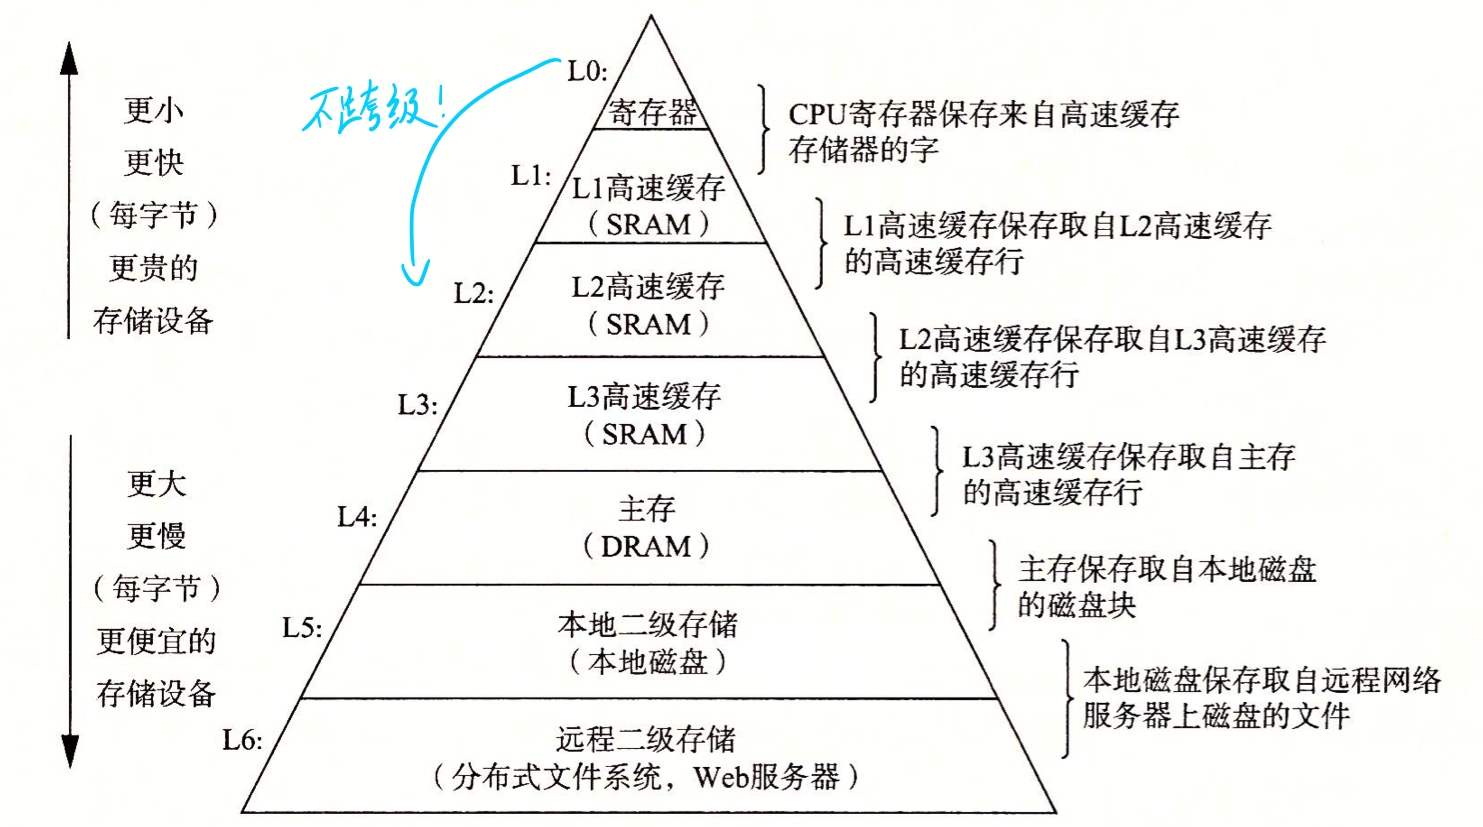 不跨级！
更小
更快
（每字节）
更贵的
存储设备
更大
更慢
（每字节）
更便宜的
存储设备
L0:
寄存器
CPU寄存器保存来自高速缓存
存储器的字
L1:
L1高速缓存
（SRAM）
L1高速缓存保存取自L2高速缓存
的高速缓存行
L2:
L2高速缓存
（SRAM）
L2高速缓存保存取自L3高速缓存
的高速缓存行
L3:
L3高速缓存
（SRAM）
L3高速缓存保存取自主存
的高速缓存行
L4:
主存
（DRAM）
主存保存取自本地磁盘
的磁盘块
L5:
本地二级存储
（本地磁盘）
本地磁盘保存取自远程网络
服务器上磁盘的文件
L6:
远程二级存储
（分布式文件系统，Web服务器）